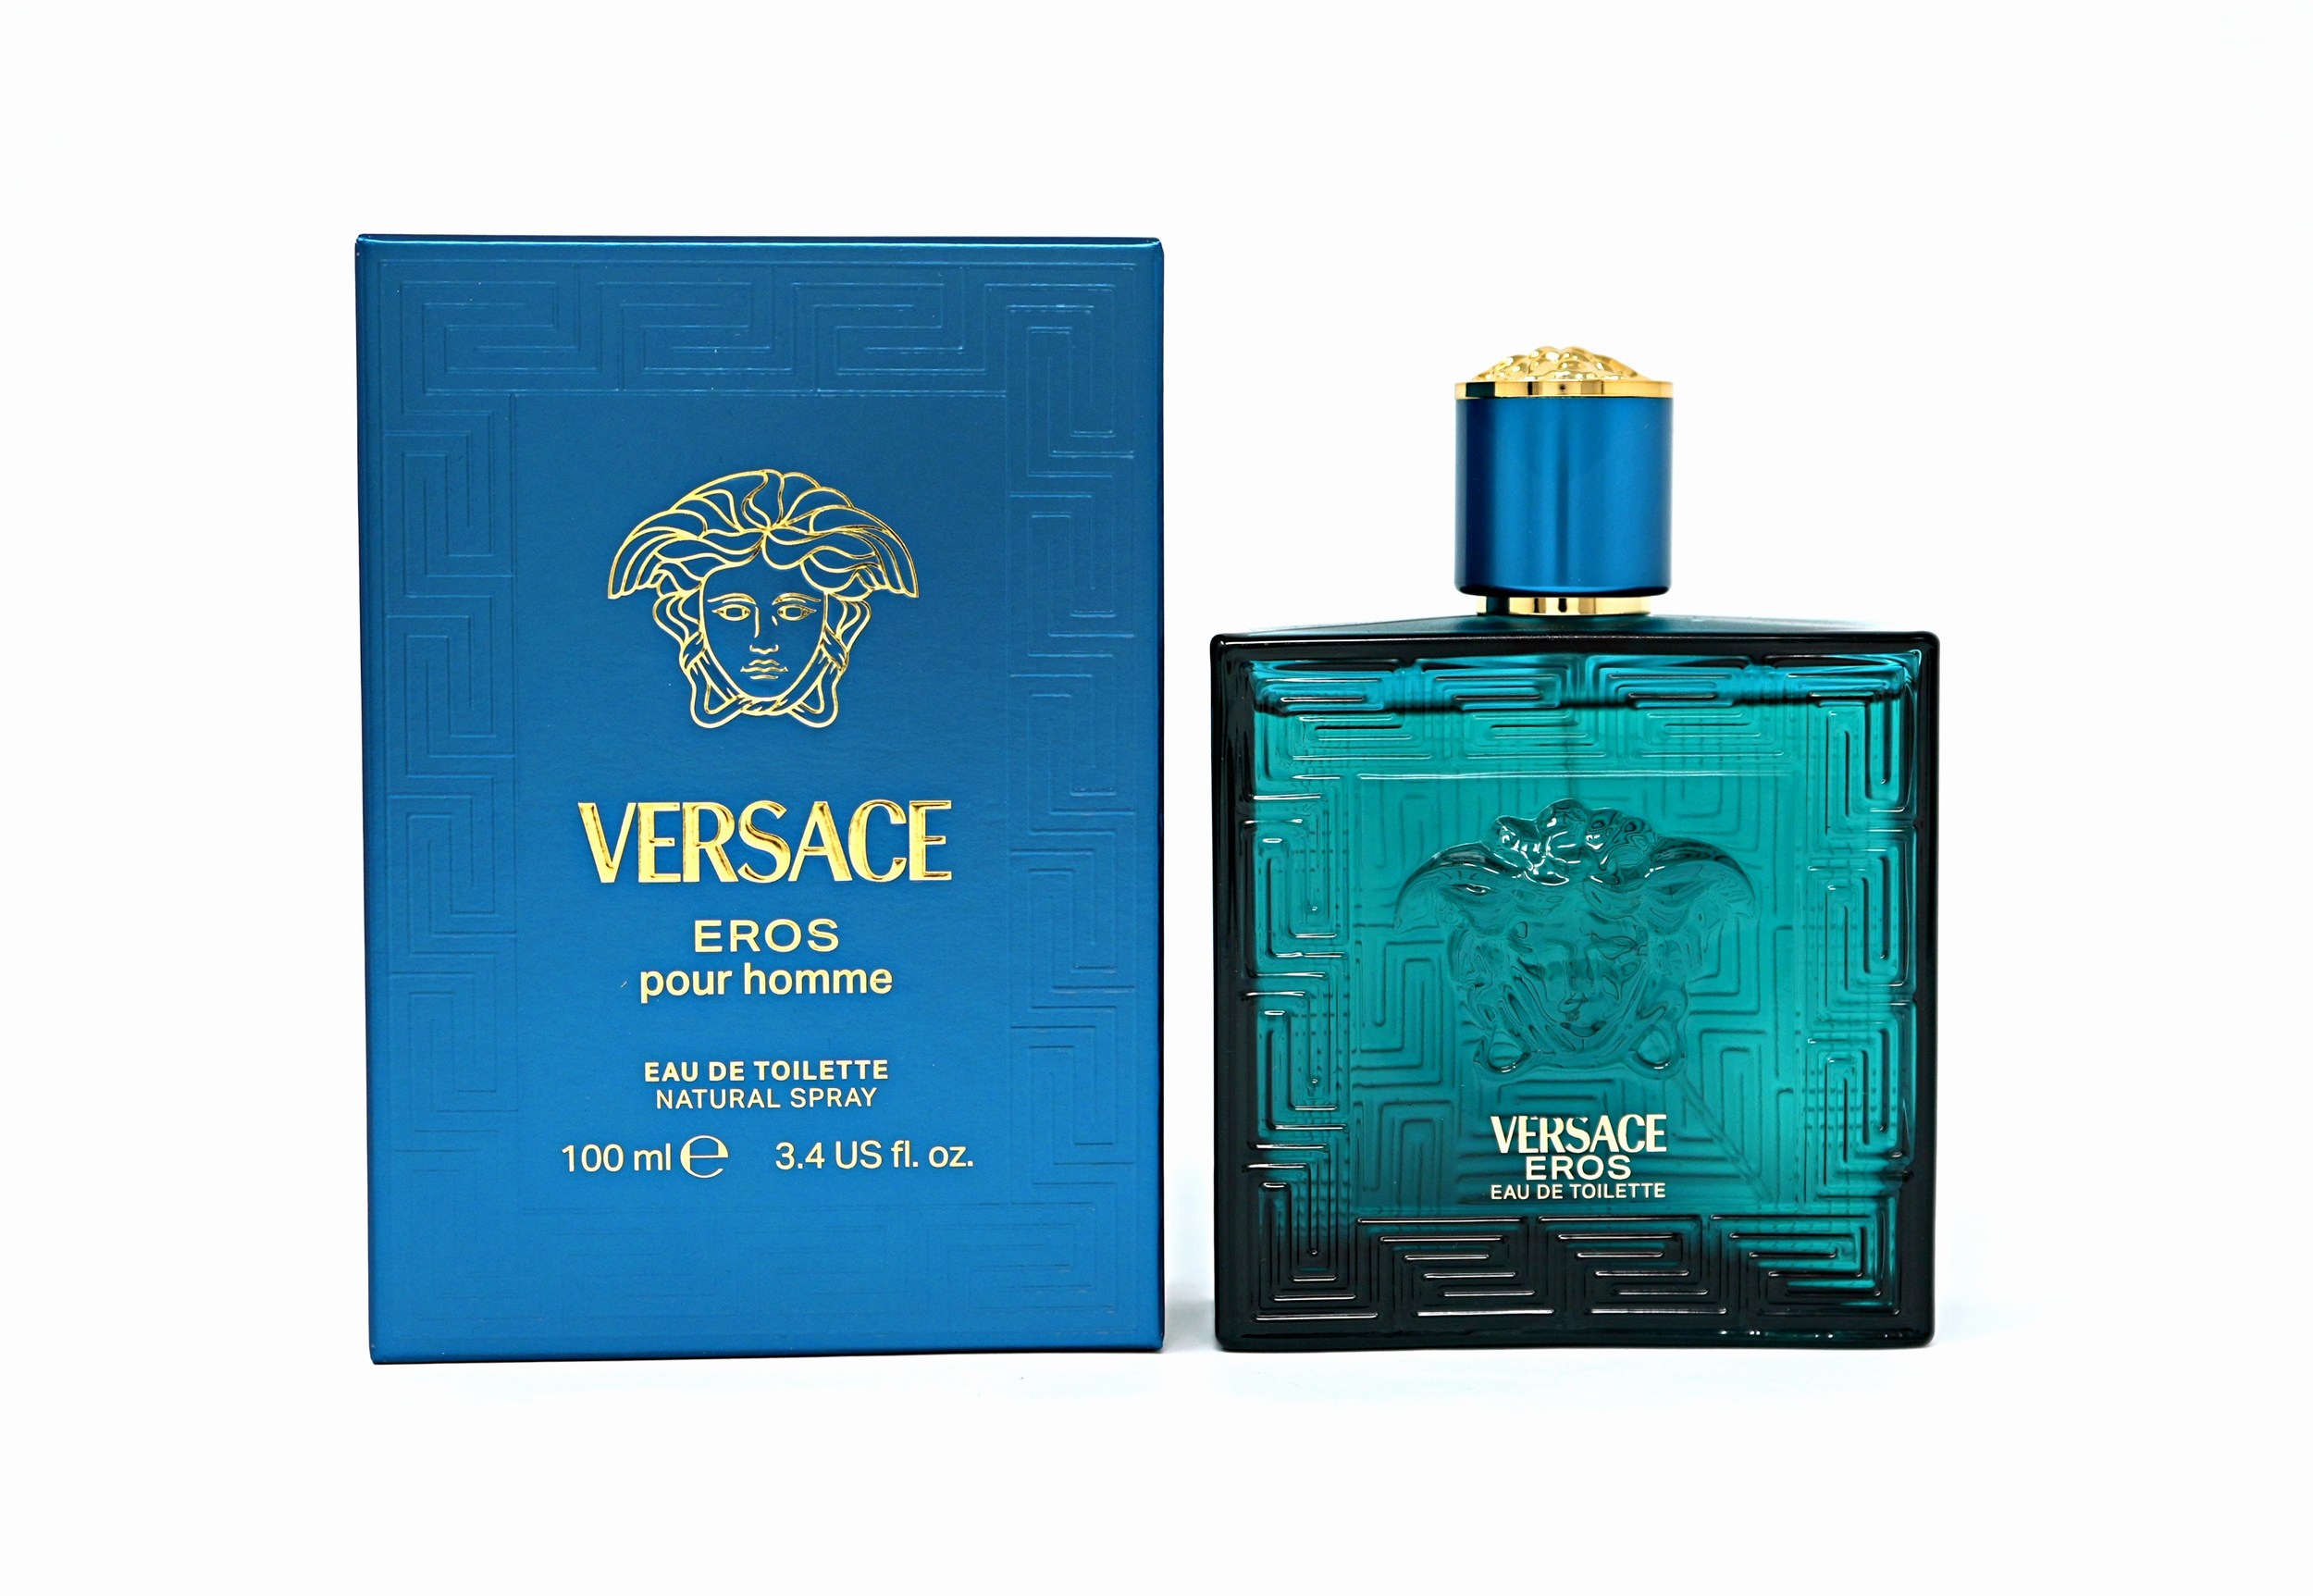 VERSACE
EROS
pour homme
EAU DE TOILETTE
NATURAL SPRAY
100 ml ℮ 3.4 US fl. oz.
VERSACE
EROS
EAU DE TOILETTE